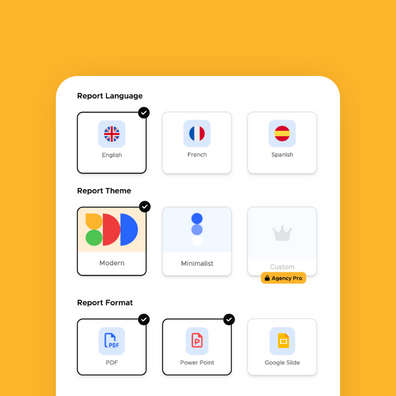 Report Language
English
French
Spanish
Report Theme
Modern
Minimalist
Custom
Agency Pro
Report Format
PDF
P
PDF
Power Point
Google Slide